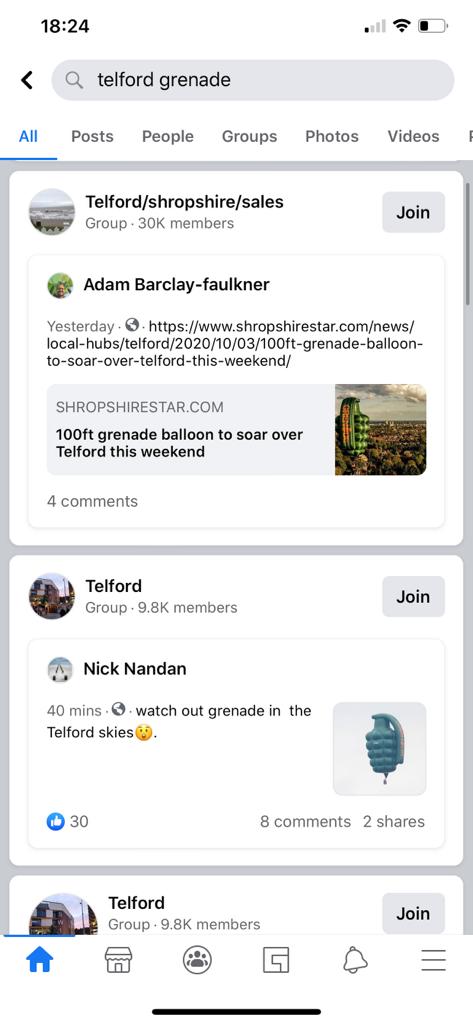 18:24
telford grenade
All Posts People Groups Photos Videos
Telford/shropshire/sales
Group · 30K members
Join
Adam Barclay-faulkner
Yesterday · https://www.shropshirestar.com/news/
local-hubs/telford/2020/10/03/100ft-grenade-balloon-
to-soar-over-telford-this-weekend/
SHROPSHIRESTAR.COM
100ft grenade balloon to soar over
Telford this weekend
4 comments
Telford
Group · 9.8K members
Join
Nick Nandan
40 mins · watch out grenade in  the
Telford skies😲.
30
8 comments 2 shares
Telford
Group · 9.8K members
Join